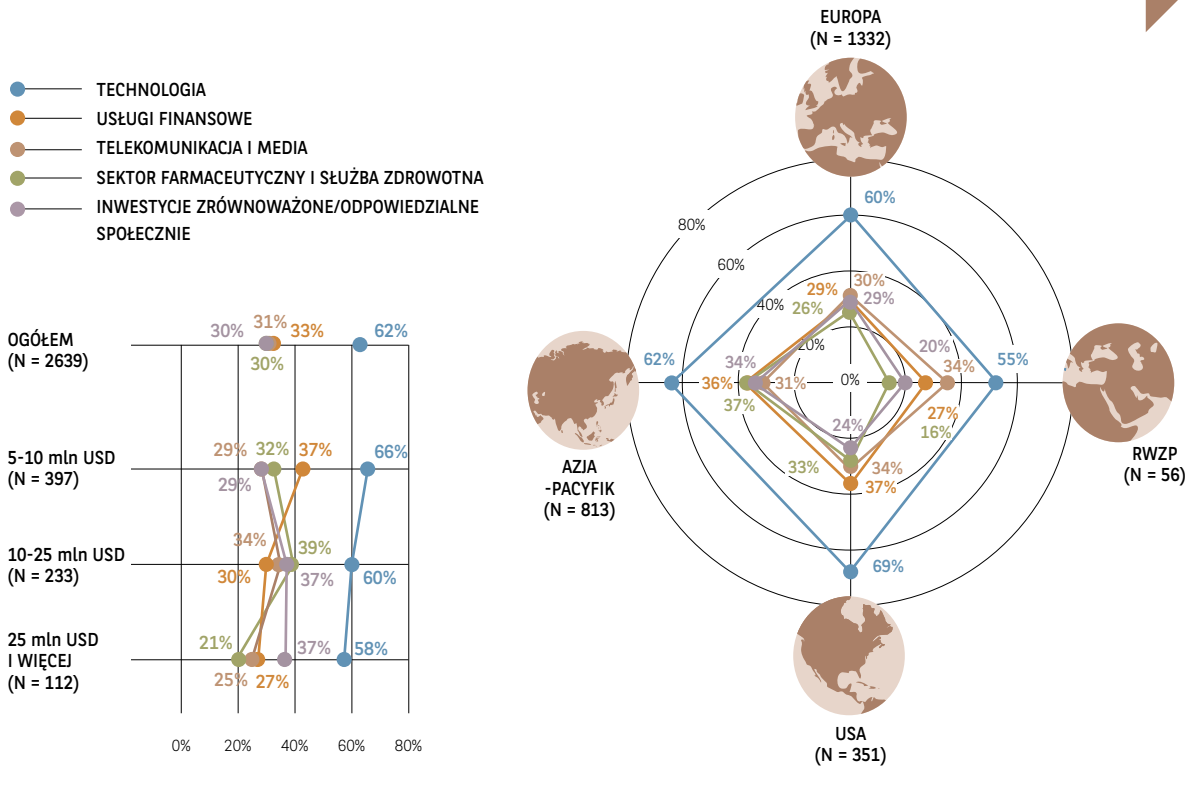 TECHNOLOGIA
USŁUGI FINANSOWE
TELEKOMUNIKACJA I MEDIA
SEKTOR FARMACEUTYCZNY I SŁUŻBA ZDROWOTNA
INWESTYCJE ZRÓWNOWAŻONE/ODPOWIEDZIALNE
SPOŁECZNIE
OGÓŁEM
(N = 2639)
30%
31%
33%
62%
30%
5-10 mln USD
(N = 397)
29%
32%
37%
66%
29%
10-25 mln USD
(N = 233)
34%
39%
30%
37%
60%
25 mln USD
I WIĘCEJ
(N = 112)
21%
37%
58%
25%
27%
0%
20%
40%
60%
80%
EUROPA
(N = 1332)
80%
60%
40%
20%
0%
60%
30%
29%
29%
26%
62%
34%
36%
31%
37%
20%
34%
55%
27%
16%
24%
33%
34%
37%
69%
AZJA
-PACYFIK
(N = 813)
RWZP
(N = 56)
USA
(N = 351)